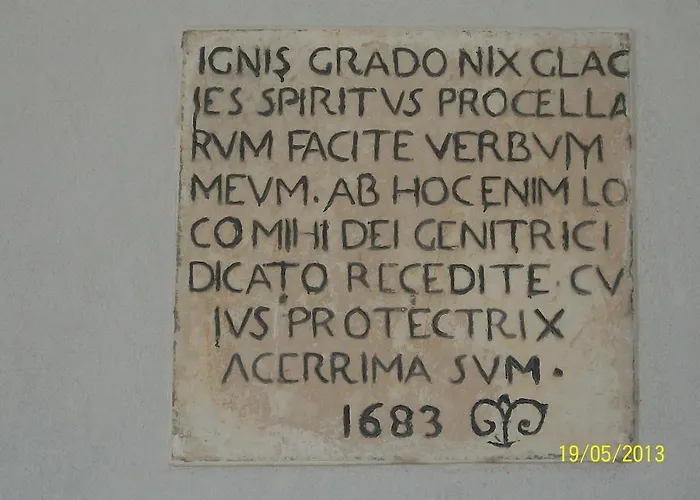 IGNIS GRADO NIX GLAC
IES SPIRITVS PROCELLA
RVM FACITE VERBVM
MEVM. AB HOC ENIM LO
CO MIHI DEI GENITRICI
DICATO RECEDITE. CV
IVS PROTECTRIX
ACERRIMA SVM.
1683
19/05/2013